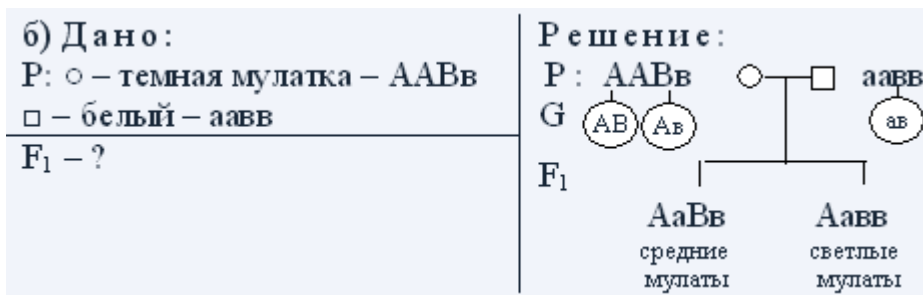 б) Дано:
Р: ○ – темная мулатка – ААВв
□ – белый – аавв
F₁ – ?
Решение:
Р : ААВв аавв
G АВ Ав ав
F₁
АаВв Аавв
средние светлые
мулаты мулаты